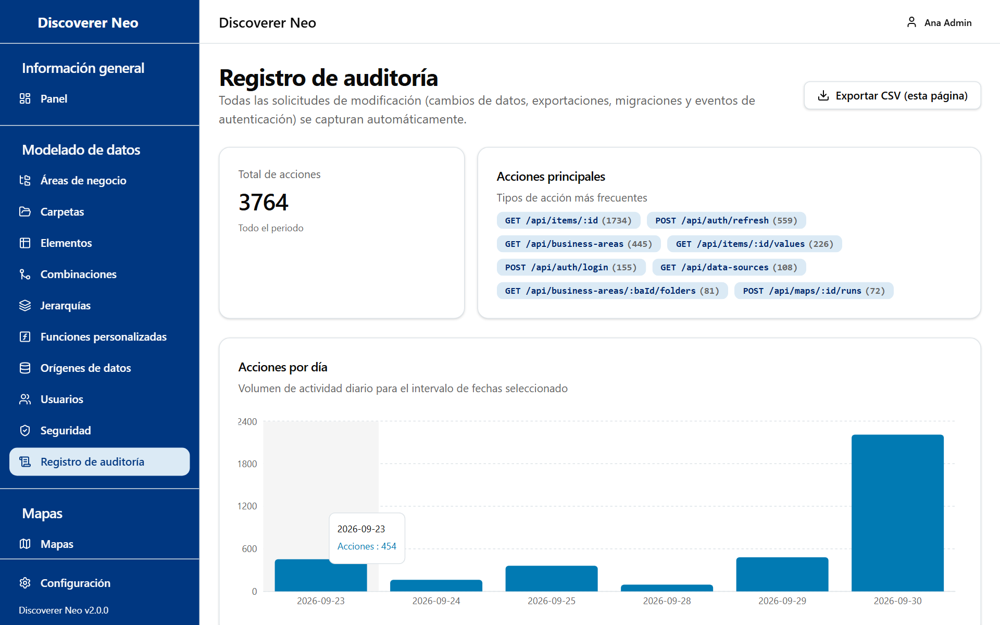 Discoverer Neo
Información general
Panel
Modelado de datos
Áreas de negocio
Carpetas
Elementos
Combinaciones
Jerarquías
Funciones personalizadas
Orígenes de datos
Usuarios
Seguridad
Registro de auditoría
Mapas
Mapas
Configuración
Discoverer Neo v2.0.0
Discoverer Neo
Ana Admin
Registro de auditoría
Todas las solicitudes de modificación (cambios de datos, exportaciones, migraciones y eventos de
autenticación) se capturan automáticamente.
Exportar CSV (esta página)
Total de acciones
3764
Todo el periodo
Acciones principales
Tipos de acción más frecuentes
GET /api/items/:id (1734) POST /api/auth/refresh (559)
GET /api/business-areas (445) GET /api/items/:id/values (226)
POST /api/auth/login (155) GET /api/data-sources (108)
GET /api/business-areas/:baId/folders (81) POST /api/maps/:id/runs (72)
Acciones por día
Volumen de actividad diario para el intervalo de fechas seleccionado
2400
1800
1200
600
0
2026-09-23
Acciones : 454
2026-09-23 2026-09-24 2026-09-25 2026-09-28 2026-09-29 2026-09-30